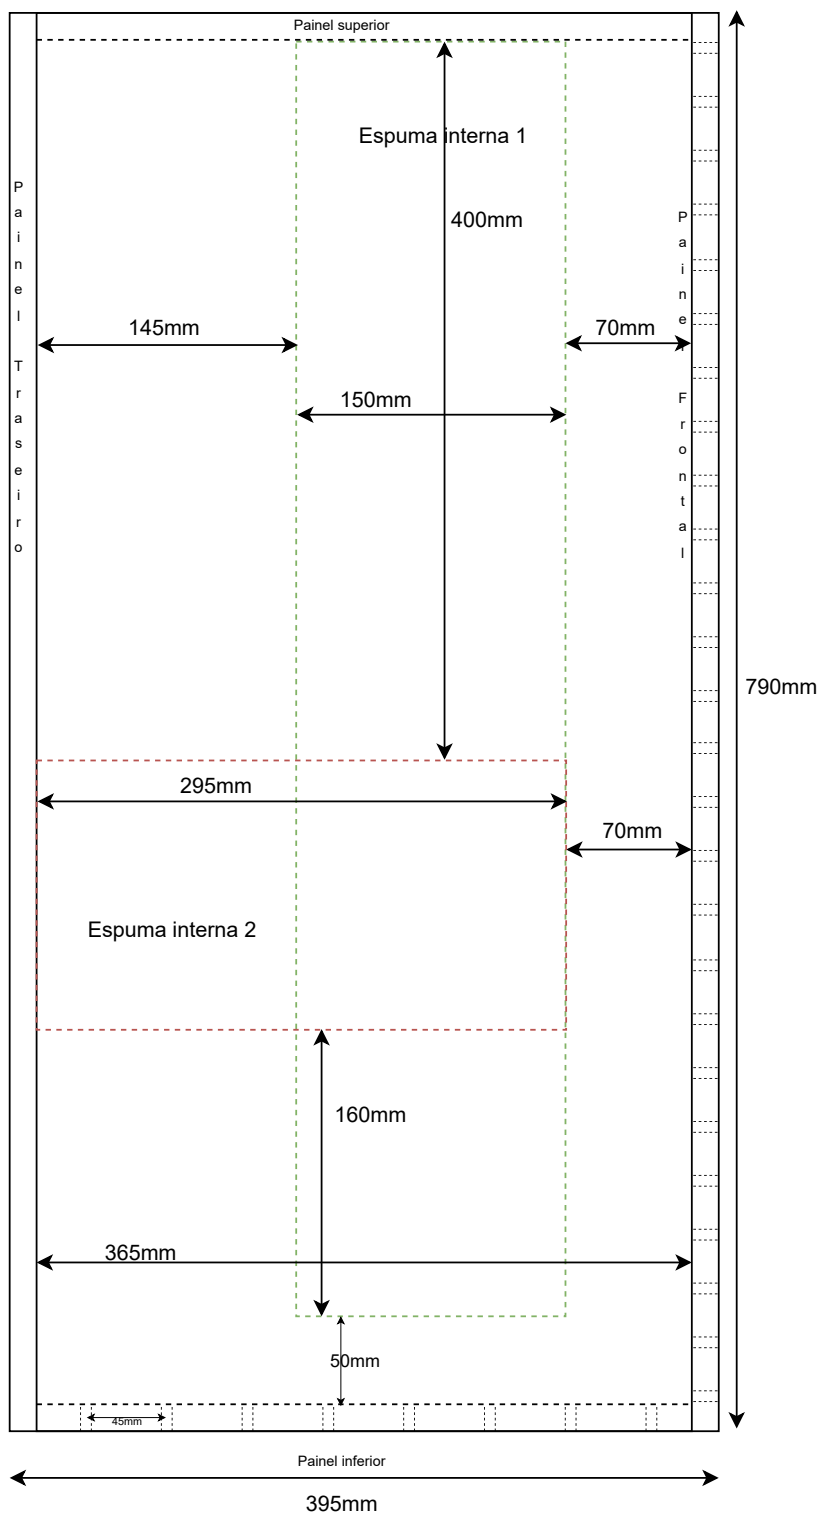 Painel superior
Espuma interna 1
400mm
Painel Traseiro
Painel Frontal
145mm
70mm
150mm
790mm
295mm
70mm
Espuma interna 2
160mm
365mm
50mm
45mm
Painel inferior
395mm